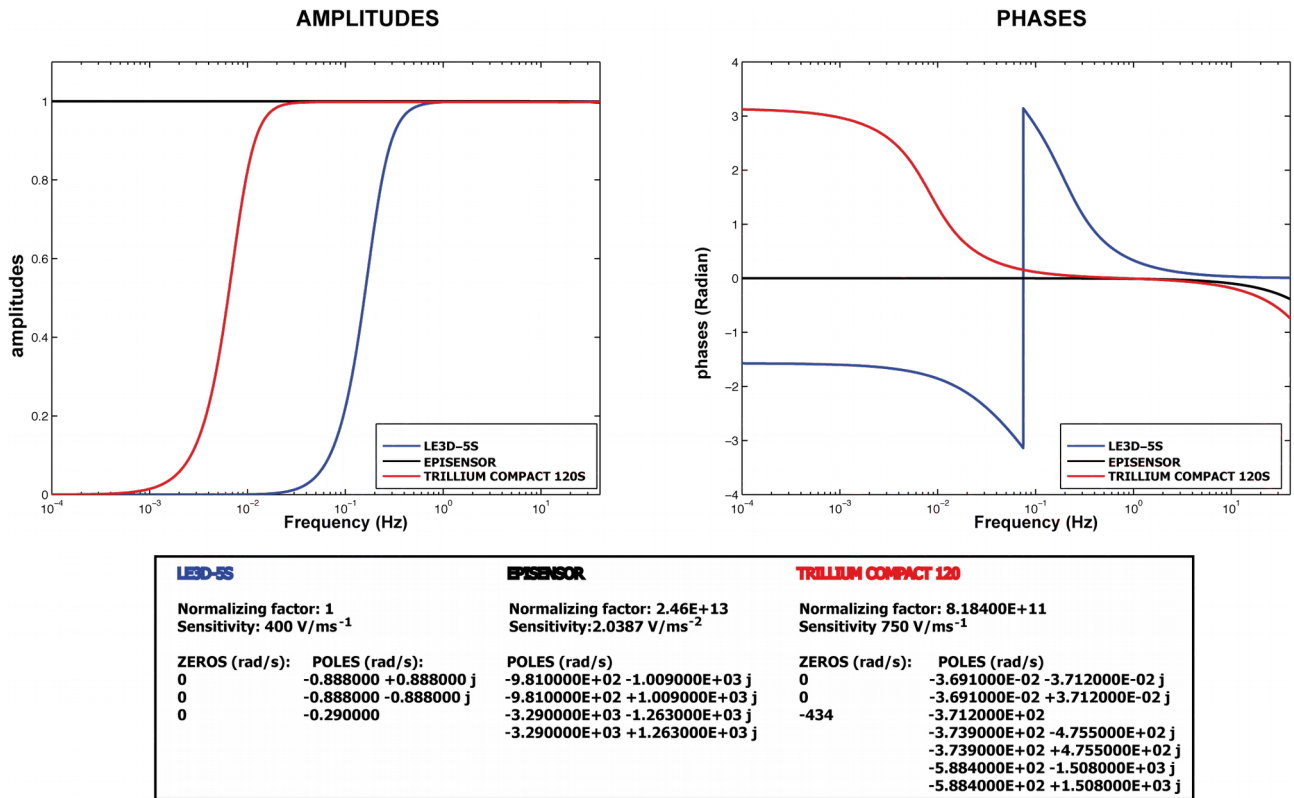 AMPLITUDES
PHASES
amplitudes
1
0.8
0.6
0.4
0.2
0
10⁻⁴
10⁻³
10⁻²
10⁻¹
10⁰
10¹
Frequency (Hz)
LE3D–5S
EPISENSOR
TRILLIUM COMPACT 120S
phases (Radian)
4
3
2
1
0
−1
−2
−3
−4
10⁻⁴
10⁻³
10⁻²
10⁻¹
10⁰
10¹
Frequency (Hz)
LE3D–5S
EPISENSOR
TRILLIUM COMPACT 120S
LE3D-5S
Normalizing factor: 1
Sensitivity: 400 V/ms⁻¹
ZEROS (rad/s): POLES (rad/s):
0 -0.888000 +0.888000 j
0 -0.888000 -0.888000 j
0 -0.290000
EPISENSOR
Normalizing factor: 2.46E+13
Sensitivity:2.0387 V/ms⁻²
POLES (rad/s)
-9.810000E+02 -1.009000E+03 j
-9.810000E+02 +1.009000E+03 j
-3.290000E+03 -1.263000E+03 j
-3.290000E+03 +1.263000E+03 j
TRILLIUM COMPACT 120
Normalizing factor: 8.18400E+11
Sensitivity 750 V/ms⁻¹
ZEROS (rad/s): POLES (rad/s)
0 -3.691000E-02 -3.712000E-02 j
0 -3.691000E-02 +3.712000E-02 j
-434 -3.712000E+02
-3.739000E+02 -4.755000E+02 j
-3.739000E+02 +4.755000E+02 j
-5.884000E+02 -1.508000E+03 j
-5.884000E+02 +1.508000E+03 j